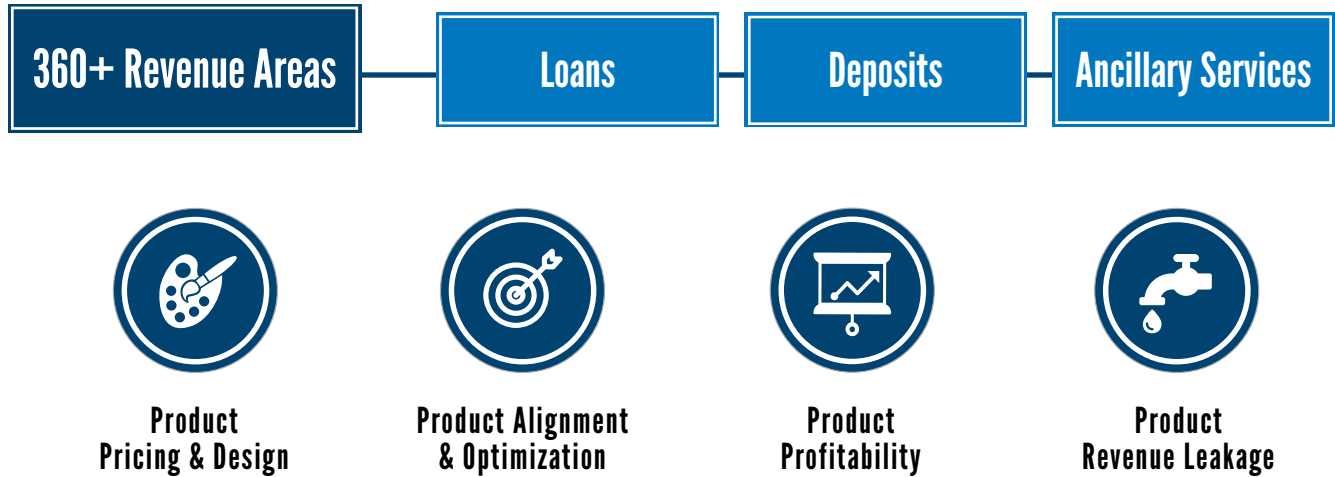 360+ Revenue Areas
Loans
Deposits
Ancillary Services
Product
Pricing & Design
Product Alignment
& Optimization
Product
Profitability
Product
Revenue Leakage